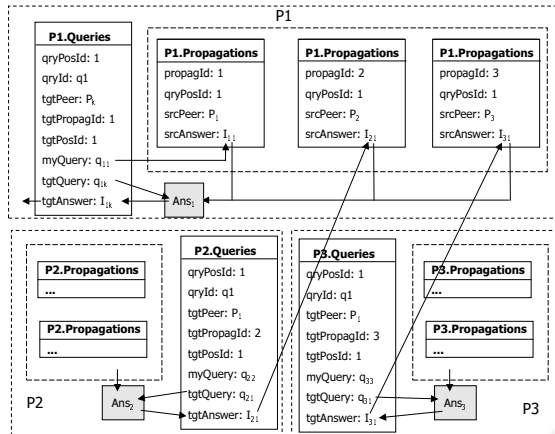 P1
P1.Queries
qryPosId: 1
qryId: q1
tgtPeer: Pk
tgtPropagId: 1
tgtPosId: 1
myQuery: q11
tgtQuery: q1k
tgtAnswer: I1k
P1.Propagations
propagId: 1
qryPosId: 1
srcPeer: P1
srcAnswer: I11
P1.Propagations
propagId: 2
qryPosId: 1
srcPeer: P2
srcAnswer: I21
P1.Propagations
propagId: 3
qryPosId: 1
srcPeer: P3
srcAnswer: I31
Ans1
P2.Propagations
...
P2.Propagations
...
Ans2
P2
P2.Queries
qryPosId: 1
qryId: q1
tgtPeer: P1
tgtPropagId: 2
tgtPosId: 1
myQuery: q22
tgtQuery: q21
tgtAnswer: I21
P3.Queries
qryPosId: 1
qryId: q1
tgtPeer: P1
tgtPropagId: 3
tgtPosId: 1
myQuery: q33
tgtQuery: q31
tgtAnswer: I31
P3.Propagations
...
P3.Propagations
...
Ans3
P3